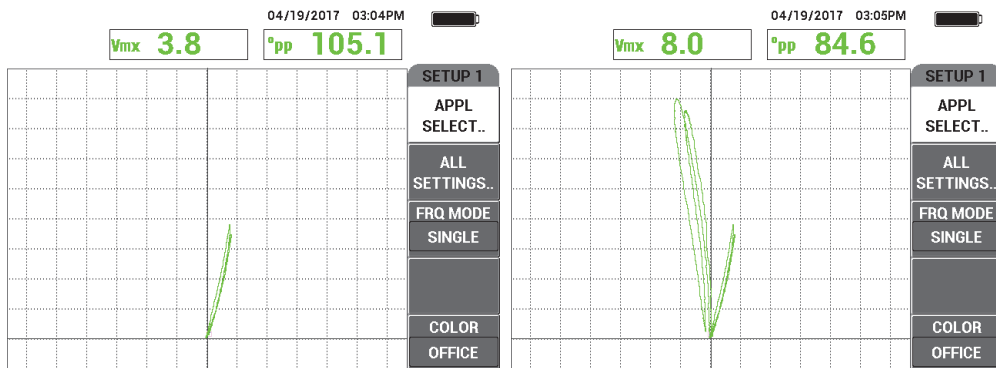 04/19/2017 03:04PM
Vmx 3.8 °pp 105.1
SETUP 1
APPL
SELECT..
ALL
SETTINGS..
FRQ MODE
SINGLE
COLOR
OFFICE
04/19/2017 03:05PM
Vmx 8.0 °pp 84.6
SETUP 1
APPL
SELECT..
ALL
SETTINGS..
FRQ MODE
SINGLE
COLOR
OFFICE